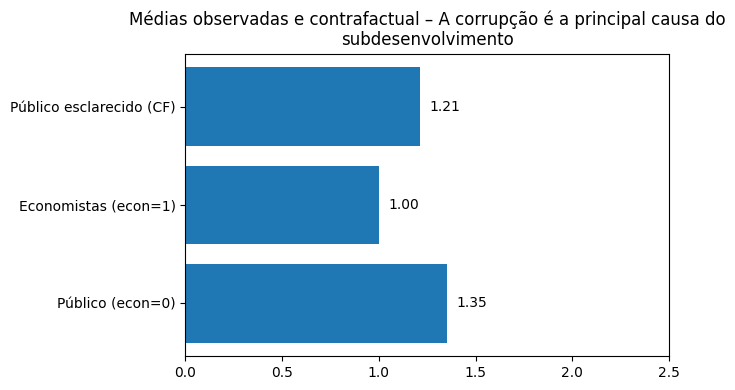 Médias observadas e contrafactual – A corrupção é a principal causa do
subdesenvolvimento
Público esclarecido (CF)
1.21
Economistas (econ=1)
1.00
Público (econ=0)
1.35
0.0
0.5
1.0
1.5
2.0
2.5